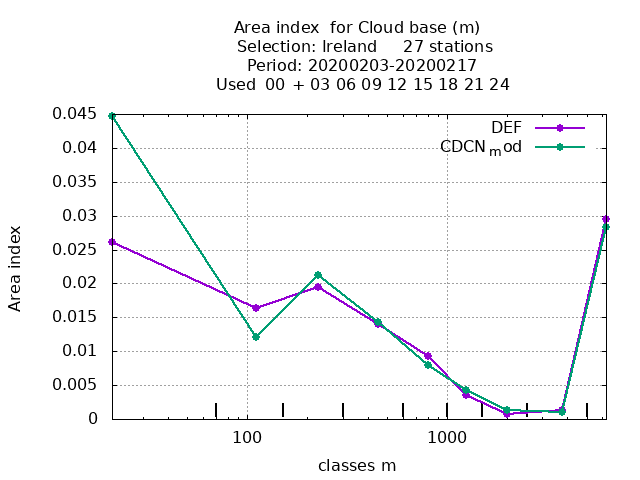 Area index  for Cloud base (m)
Selection: Ireland     27 stations
Period: 20200203-20200217
Used  00  + 03 06 09 12 15 18 21 24
DEF
CDCN_mod
0.045
0.04
0.035
0.03
0.025
0.02
0.015
0.01
0.005
0
Area index
100 1000
classes m